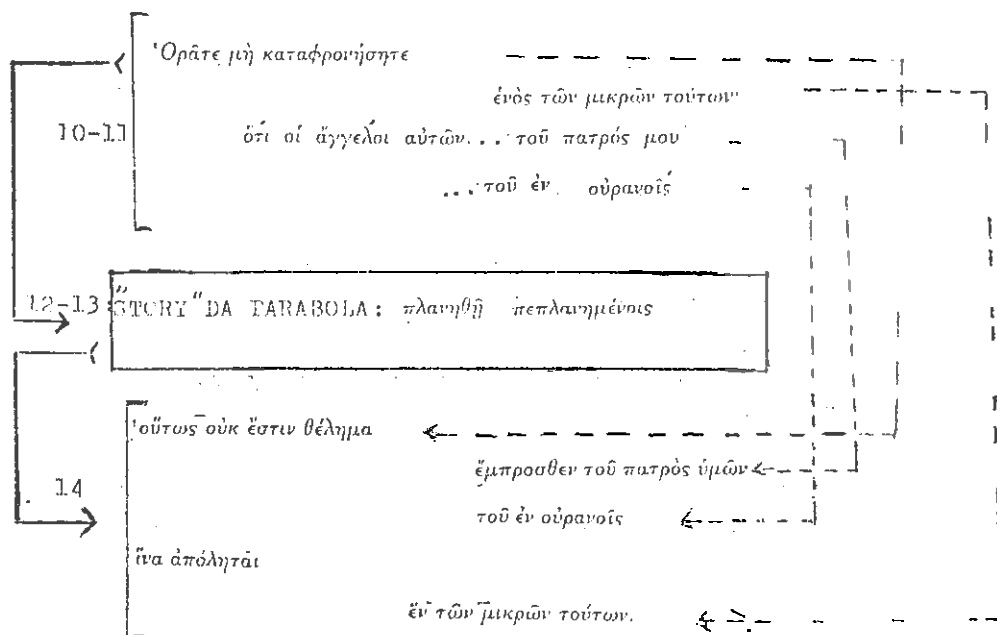 Ὁρᾶτε μὴ καταφρονήσητε
ἑνὸς τῶν μικρῶν τούτων
10-11
ὅτι οἱ ἄγγελοι αὐτῶν... τοῦ πατρός μου
...τοῦ ἐν οὐρανοῖς
12-13 "STORY" DA PARABOLA: πλανηθῇ πεπλανημένοις
οὕτως οὐκ ἔστιν θέλημα
ἔμπροσθεν τοῦ πατρὸς ὑμῶν
14
τοῦ ἐν οὐρανοῖς
ἵνα ἀπόληται
ἓν τῶν μικρῶν τούτων.